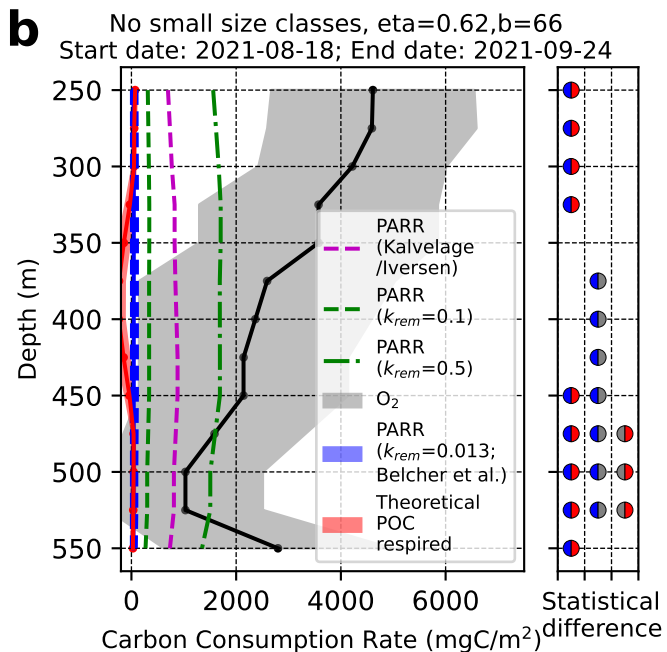 b
No small size classes, eta=0.62,b=66
Start date: 2021-08-18; End date: 2021-09-24
250
300
350
400
450
500
550
Depth (m)
PARR
(Kalvelage
/Iversen)
PARR
(k_rem=0.1)
PARR
(k_rem=0.5)
O₂
PARR
(k_rem=0.013;
Belcher et al.)
Theoretical
POC
respired
0 2000 4000 6000
Carbon Consumption Rate (mgC/m²)
Statistical
difference